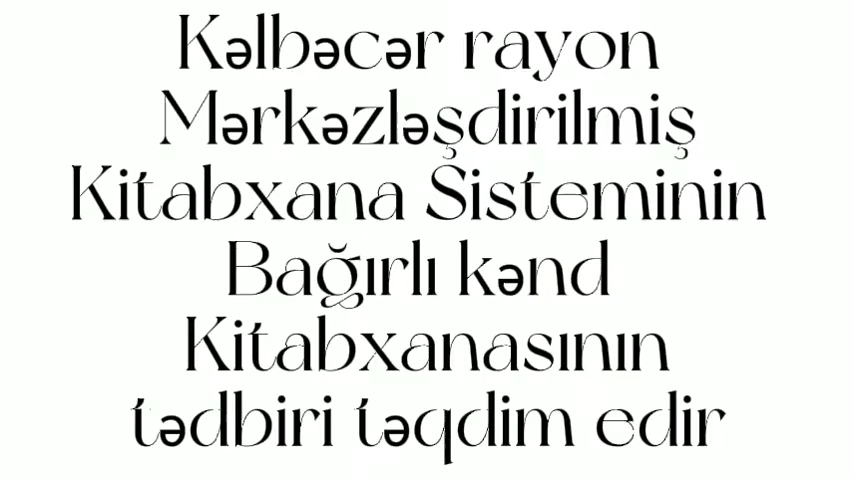 Kəlbəcər rayon
Mərkəzləşdirilmiş
Kitabxana Sisteminin
Bağırlı kənd
Kitabxanasının
tədbiri təqdim edir